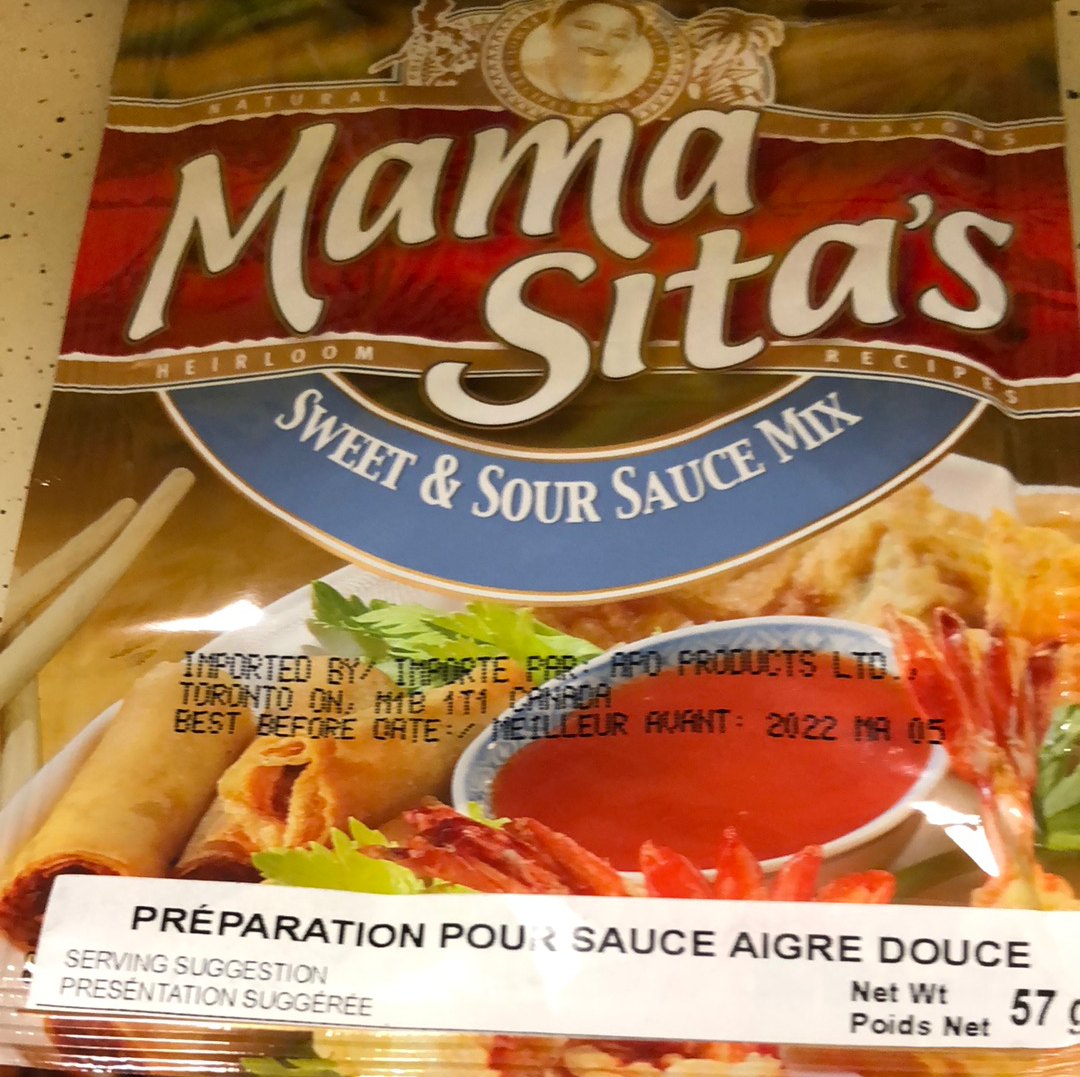 NATURAL FLAVORS
Mama
Sita's
HEIRLOOM RECIPES
SWEET & SOUR SAUCE MIX
IMPORTED BY/ IMPORTE PAR: APO PRODUCTS LTD.,
TORONTO ON, M1B 1T1 CANADA
BEST BEFORE DATE:/ MEILLEUR AVANT: 2022 MA 05
PRÉPARATION POUR SAUCE AIGRE DOUCE
SERVING SUGGESTION
PRESÉNTATION SUGGÉRÉE
Net Wt
Poids Net 57 g